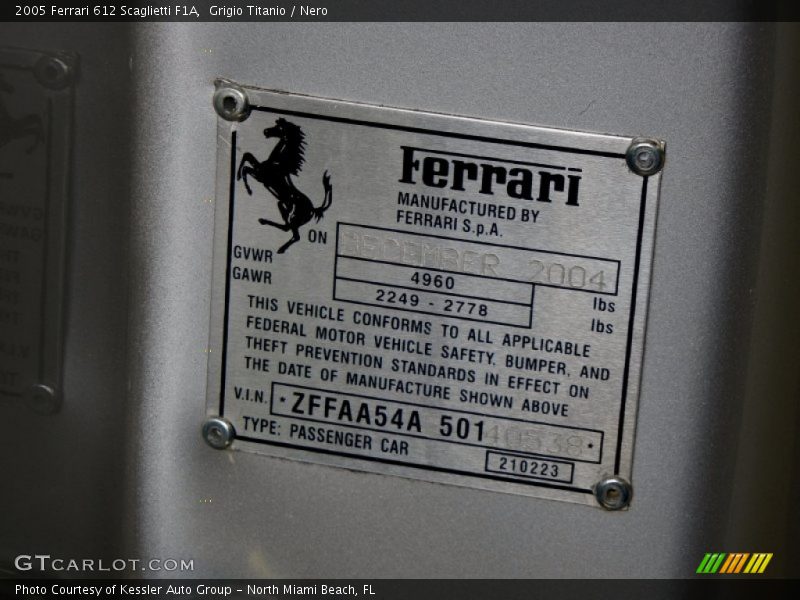 2005 Ferrari 612 Scaglietti F1A, Grigio Titanio / Nero
Ferrari
MANUFACTURED BY
FERRARI S.p.A.
ON DECEMBER 2004
GVWR 4960 lbs
GAWR 2249 - 2778 lbs
THIS VEHICLE CONFORMS TO ALL APPLICABLE
FEDERAL MOTOR VEHICLE SAFETY. BUMPER, AND
THEFT PREVENTION STANDARDS IN EFFECT ON
THE DATE OF MANUFACTURE SHOWN ABOVE
V.I.N. * ZFFAA54A 50140538 *
TYPE: PASSENGER CAR
210223
GTCARLOT.COM
Photo Courtesy of Kessler Auto Group - North Miami Beach, FL